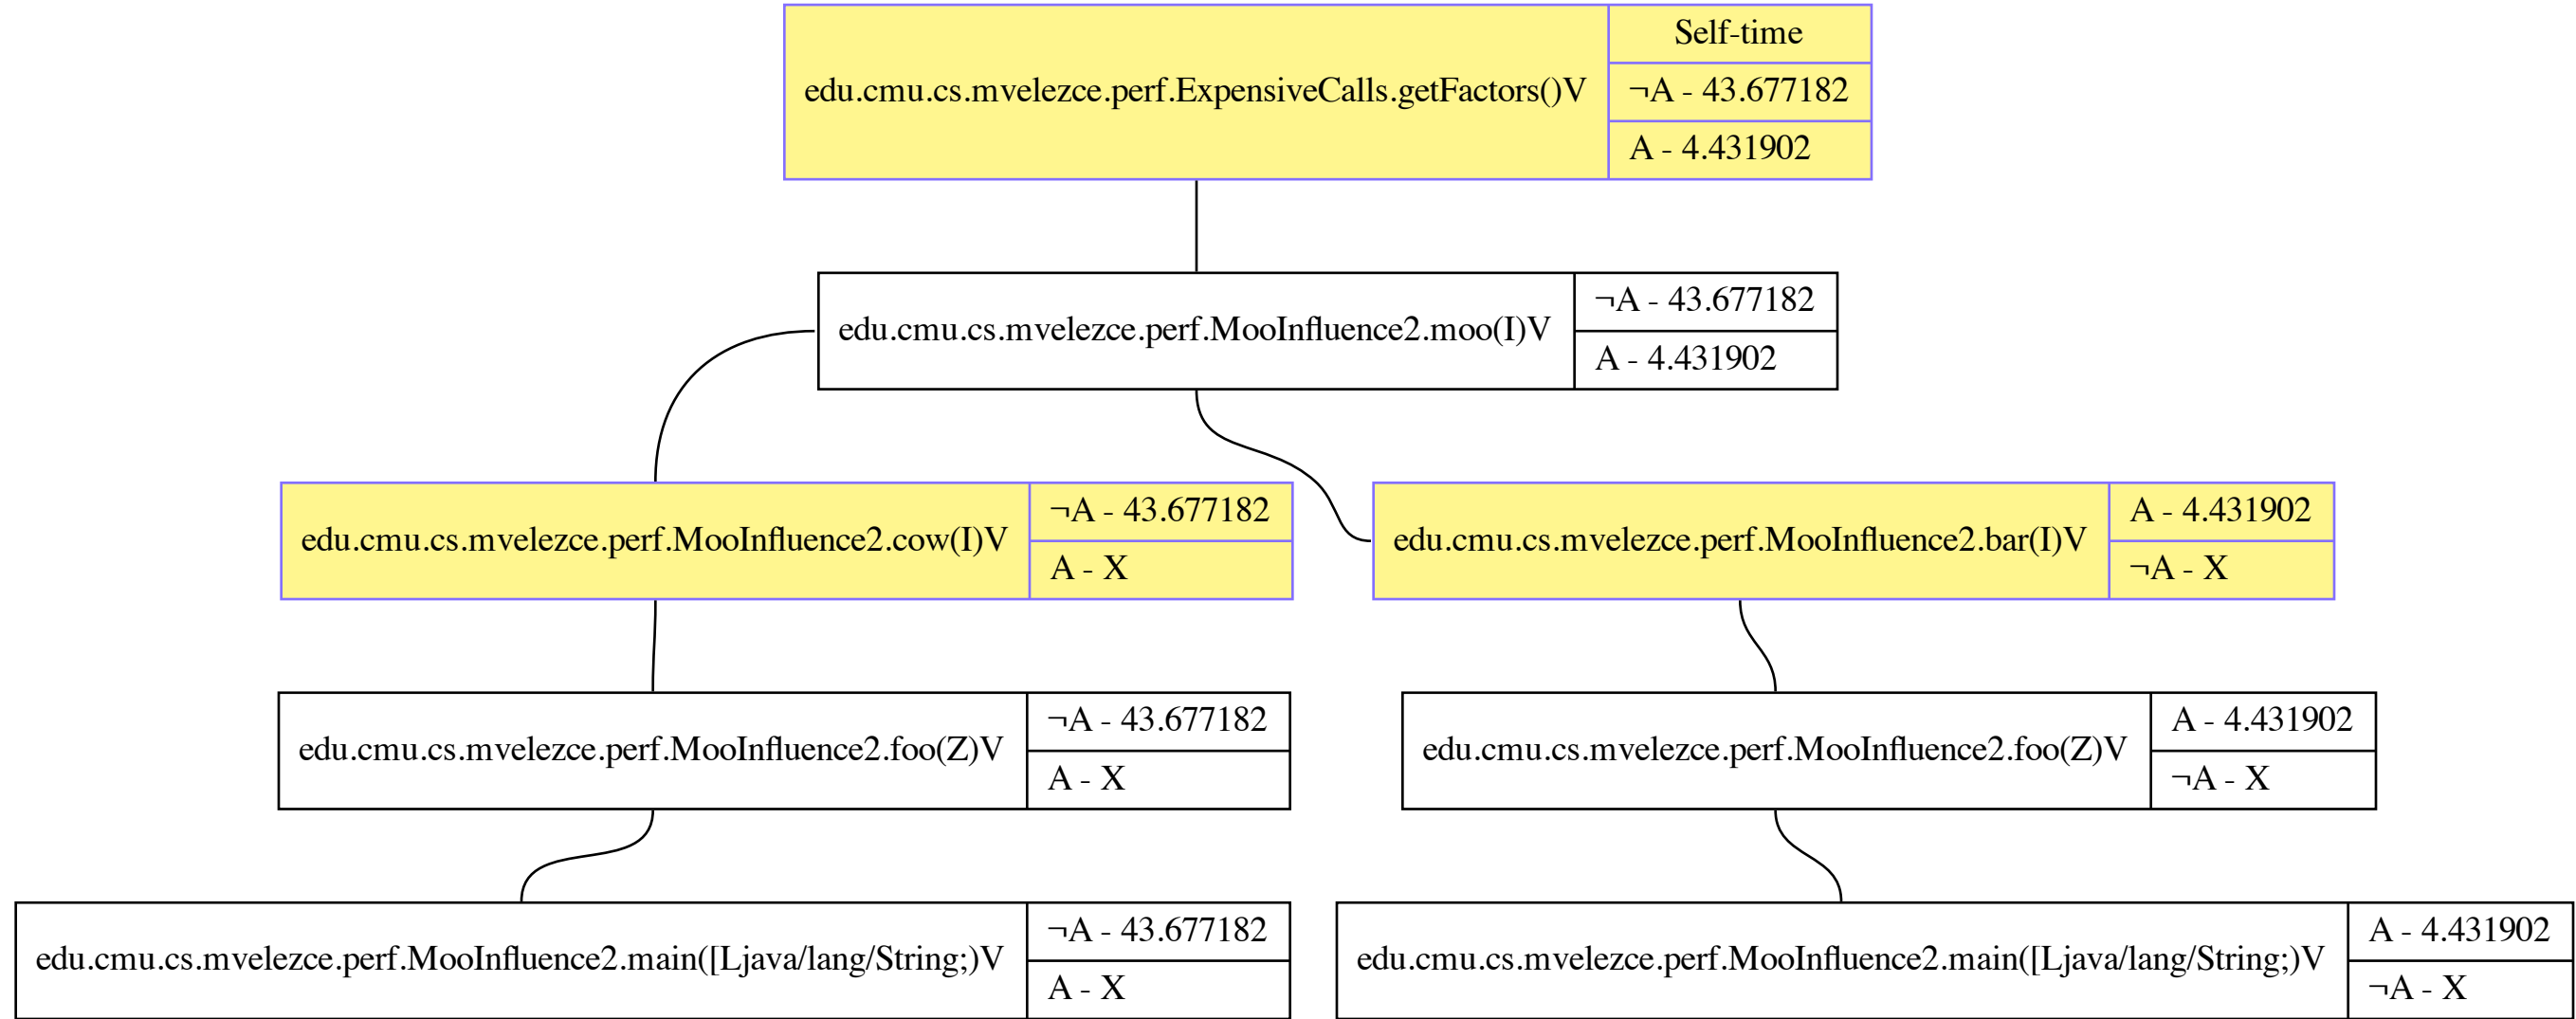 edu.cmu.cs.mvelezce.perf.ExpensiveCalls.getFactors()V
Self-time
¬A - 43.677182
A - 4.431902
edu.cmu.cs.mvelezce.perf.MooInfluence2.moo(I)V
¬A - 43.677182
A - 4.431902
edu.cmu.cs.mvelezce.perf.MooInfluence2.cow(I)V
¬A - 43.677182
A - X
edu.cmu.cs.mvelezce.perf.MooInfluence2.bar(I)V
A - 4.431902
¬A - X
edu.cmu.cs.mvelezce.perf.MooInfluence2.foo(Z)V
¬A - 43.677182
A - X
edu.cmu.cs.mvelezce.perf.MooInfluence2.foo(Z)V
A - 4.431902
¬A - X
edu.cmu.cs.mvelezce.perf.MooInfluence2.main([Ljava/lang/String;)V
¬A - 43.677182
A - X
edu.cmu.cs.mvelezce.perf.MooInfluence2.main([Ljava/lang/String;)V
A - 4.431902
¬A - X